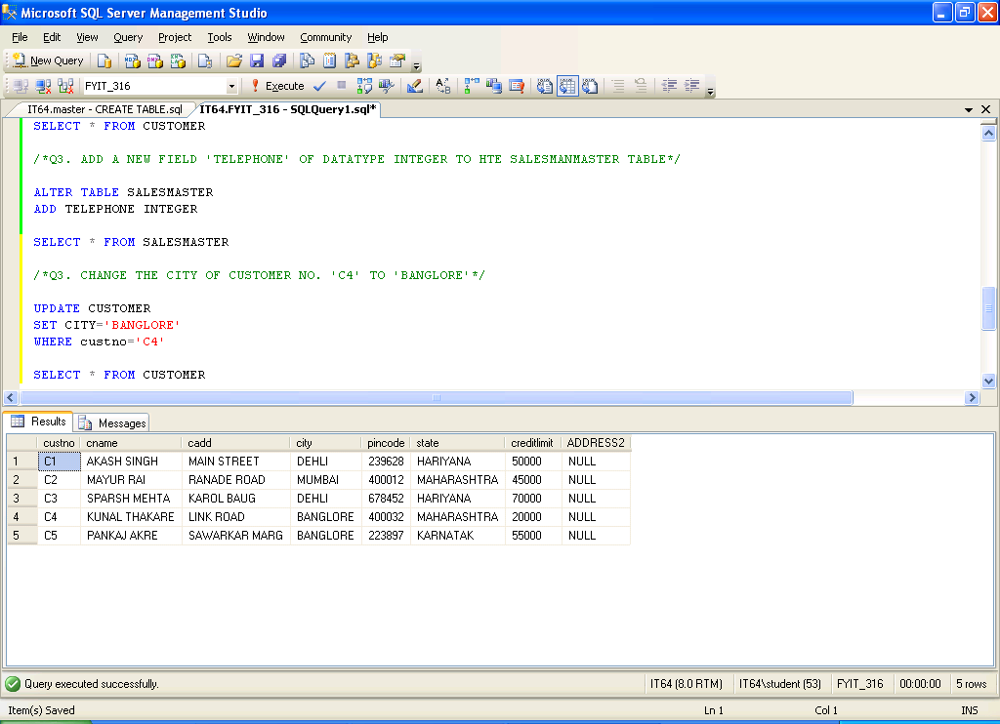 Microsoft SQL Server Management Studio
File Edit View Query Project Tools Window Community Help
New Query
FYIT_316 Execute
IT64.master - CREATE TABLE.sql IT64.FYIT_316 - SQLQuery1.sql*
SELECT * FROM CUSTOMER
/*Q3. ADD A NEW FIELD 'TELEPHONE' OF DATATYPE INTEGER TO HTE SALESMANMASTER TABLE*/
ALTER TABLE SALESMASTER
ADD TELEPHONE INTEGER
SELECT * FROM SALESMASTER
/*Q3. CHANGE THE CITY OF CUSTOMER NO. 'C4' TO 'BANGLORE'*/
UPDATE CUSTOMER
SET CITY='BANGLORE'
WHERE custno='C4'
SELECT * FROM CUSTOMER
Results Messages
custno cname cadd city pincode state creditlimit ADDRESS2
1 C1 AKASH SINGH MAIN STREET DEHLI 239628 HARIYANA 50000 NULL
2 C2 MAYUR RAI RANADE ROAD MUMBAI 400012 MAHARASHTRA 45000 NULL
3 C3 SPARSH MEHTA KAROL BAUG DEHLI 678452 HARIYANA 70000 NULL
4 C4 KUNAL THAKARE LINK ROAD BANGLORE 400032 MAHARASHTRA 20000 NULL
5 C5 PANKAJ AKRE SAWARKAR MARG BANGLORE 223897 KARNATAK 55000 NULL
Query executed successfully. IT64 (8.0 RTM) IT64\student (53) FYIT_316 00:00:00 5 rows
Item(s) Saved Ln 1 Col 1 INS